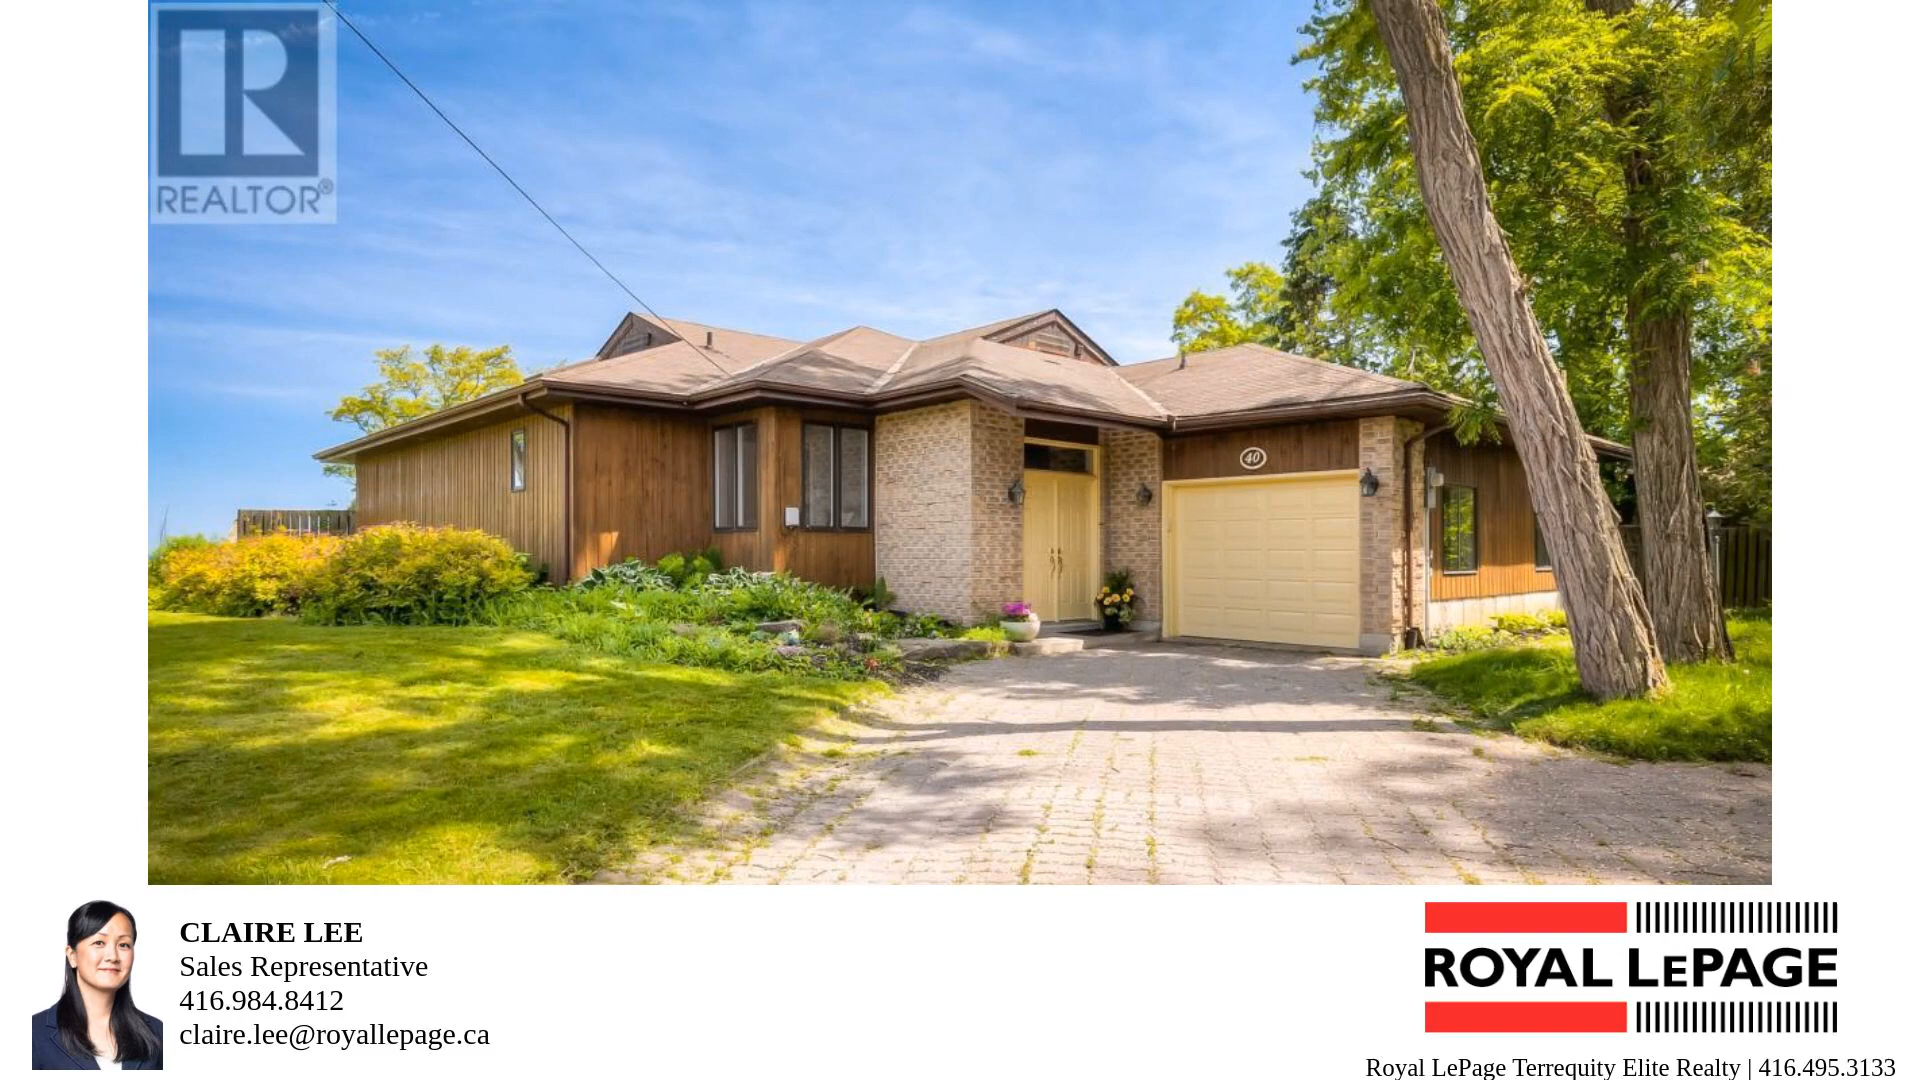 REALTOR®
40
CLAIRE LEE
Sales Representative
416.984.8412
claire.lee@royallepage.ca
ROYAL LEPAGE
Royal LePage Terrequity Elite Realty | 416.495.3133